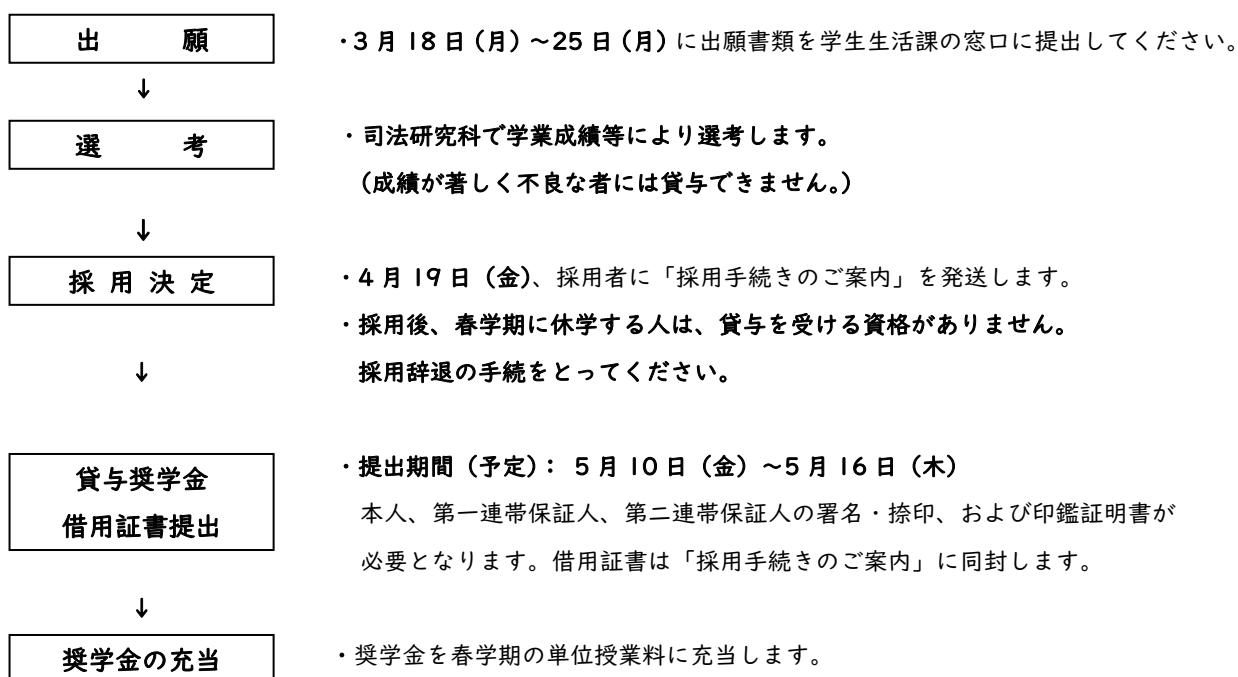 出　　願
・3月18日（月）～25日（月）に出願書類を学生生活課の窓口に提出してください。
↓
選　　考
・司法研究科で学業成績等により選考します。
（成績が著しく不良な者には貸与できません。）
↓
採 用 決 定
・4月19日（金）、採用者に「採用手続きのご案内」を発送します。
・採用後、春学期に休学する人は、貸与を受ける資格がありません。
採用辞退の手続をとってください。
↓
貸与奨学金
借用証書提出
・提出期間（予定）：5月10日（金）～5月16日（木）
本人、第一連帯保証人、第二連帯保証人の署名・捺印、および印鑑証明書が
必要となります。借用証書は「採用手続きのご案内」に同封します。
↓
奨学金の充当
・奨学金を春学期の単位授業料に充当します。